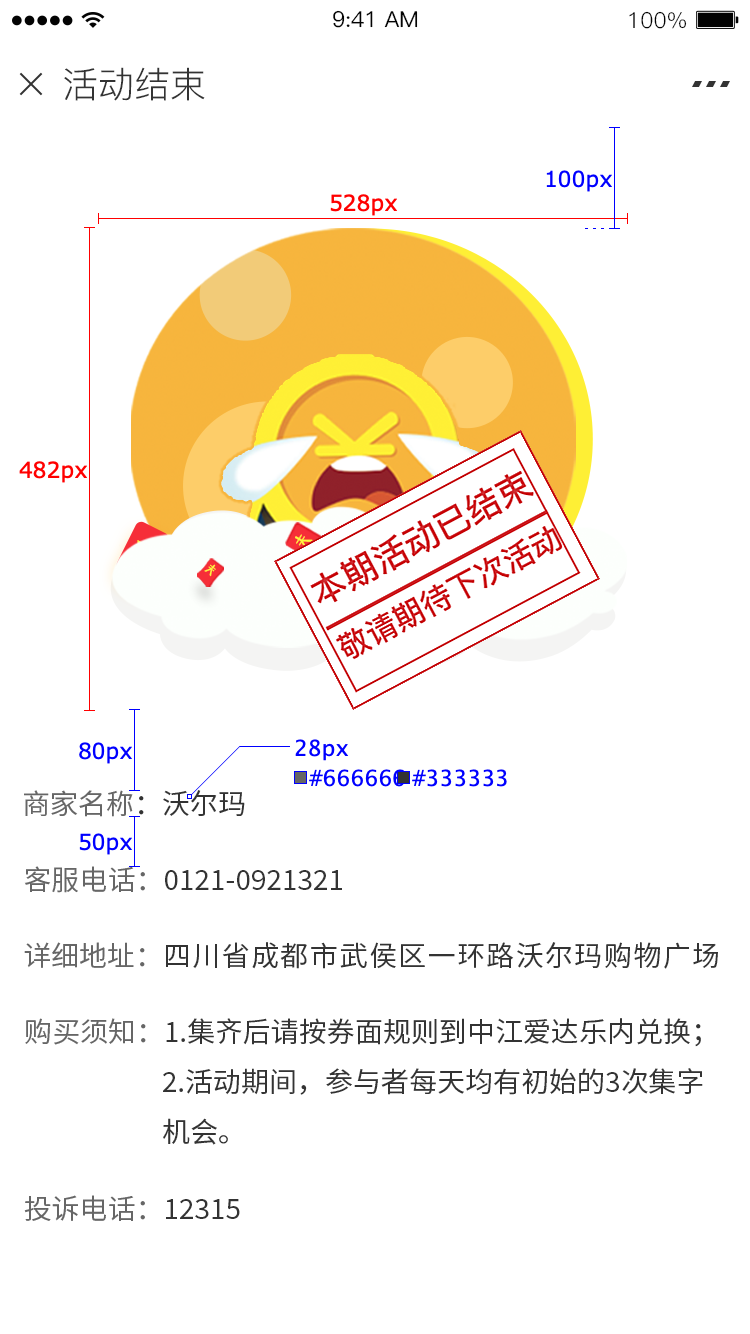 9:41 AM 100%
活动结束
100px
528px
482px
本期活动已结束
敬请期待下次活动
80px
28px
#666666 #333333
商家名称：沃尔玛
50px
客服电话：0121-0921321
详细地址：四川省成都市武侯区一环路沃尔玛购物广场
购买须知：1.集齐后请按券面规则到中江爱达乐内兑换；
2.活动期间，参与者每天均有初始的3次集字
机会。
投诉电话：12315